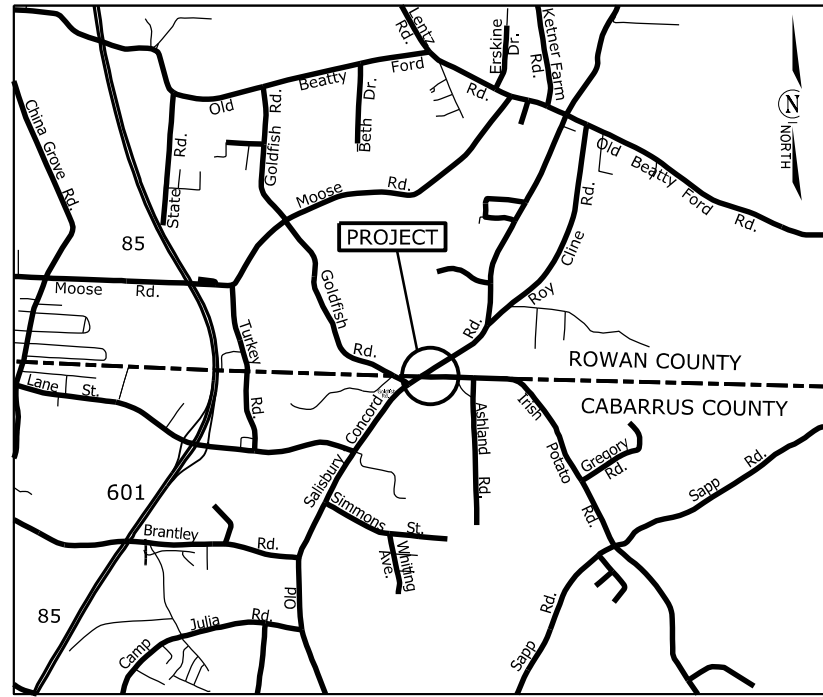 Lentz Rd.
Erskine Dr.
Ketner Farm Rd.
N
NORTH
China Grove Rd.
Old Beatty Ford Rd.
State Rd.
Goldfish Rd.
Beth Dr.
Moose Rd.
Old Beatty Ford Rd.
85
PROJECT
Moose Rd.
Goldfish Rd.
Roy Cline Rd.
Turkey Rd.
Rd.
ROWAN COUNTY
CABARRUS COUNTY
Lane St.
Old Salisbury Concord
Ashland Rd.
Irish Potato Rd.
Gregory Rd.
Sapp Rd.
601
Simmons St.
Whiting Ave.
Brantley Rd.
85
Camp Julia Rd.
Sapp Rd.